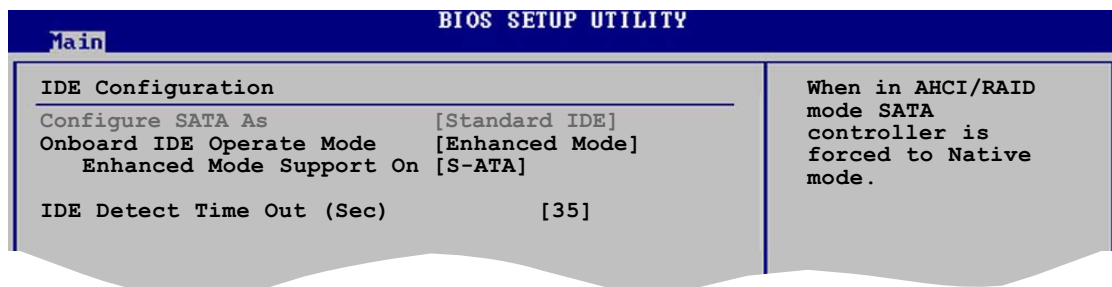 BIOS SETUP UTILITY
Main
IDE Configuration
Configure SATA As [Standard IDE]
Onboard IDE Operate Mode [Enhanced Mode]
Enhanced Mode Support On [S-ATA]
IDE Detect Time Out (Sec) [35]
When in AHCI/RAID
mode SATA
controller is
forced to Native
mode.